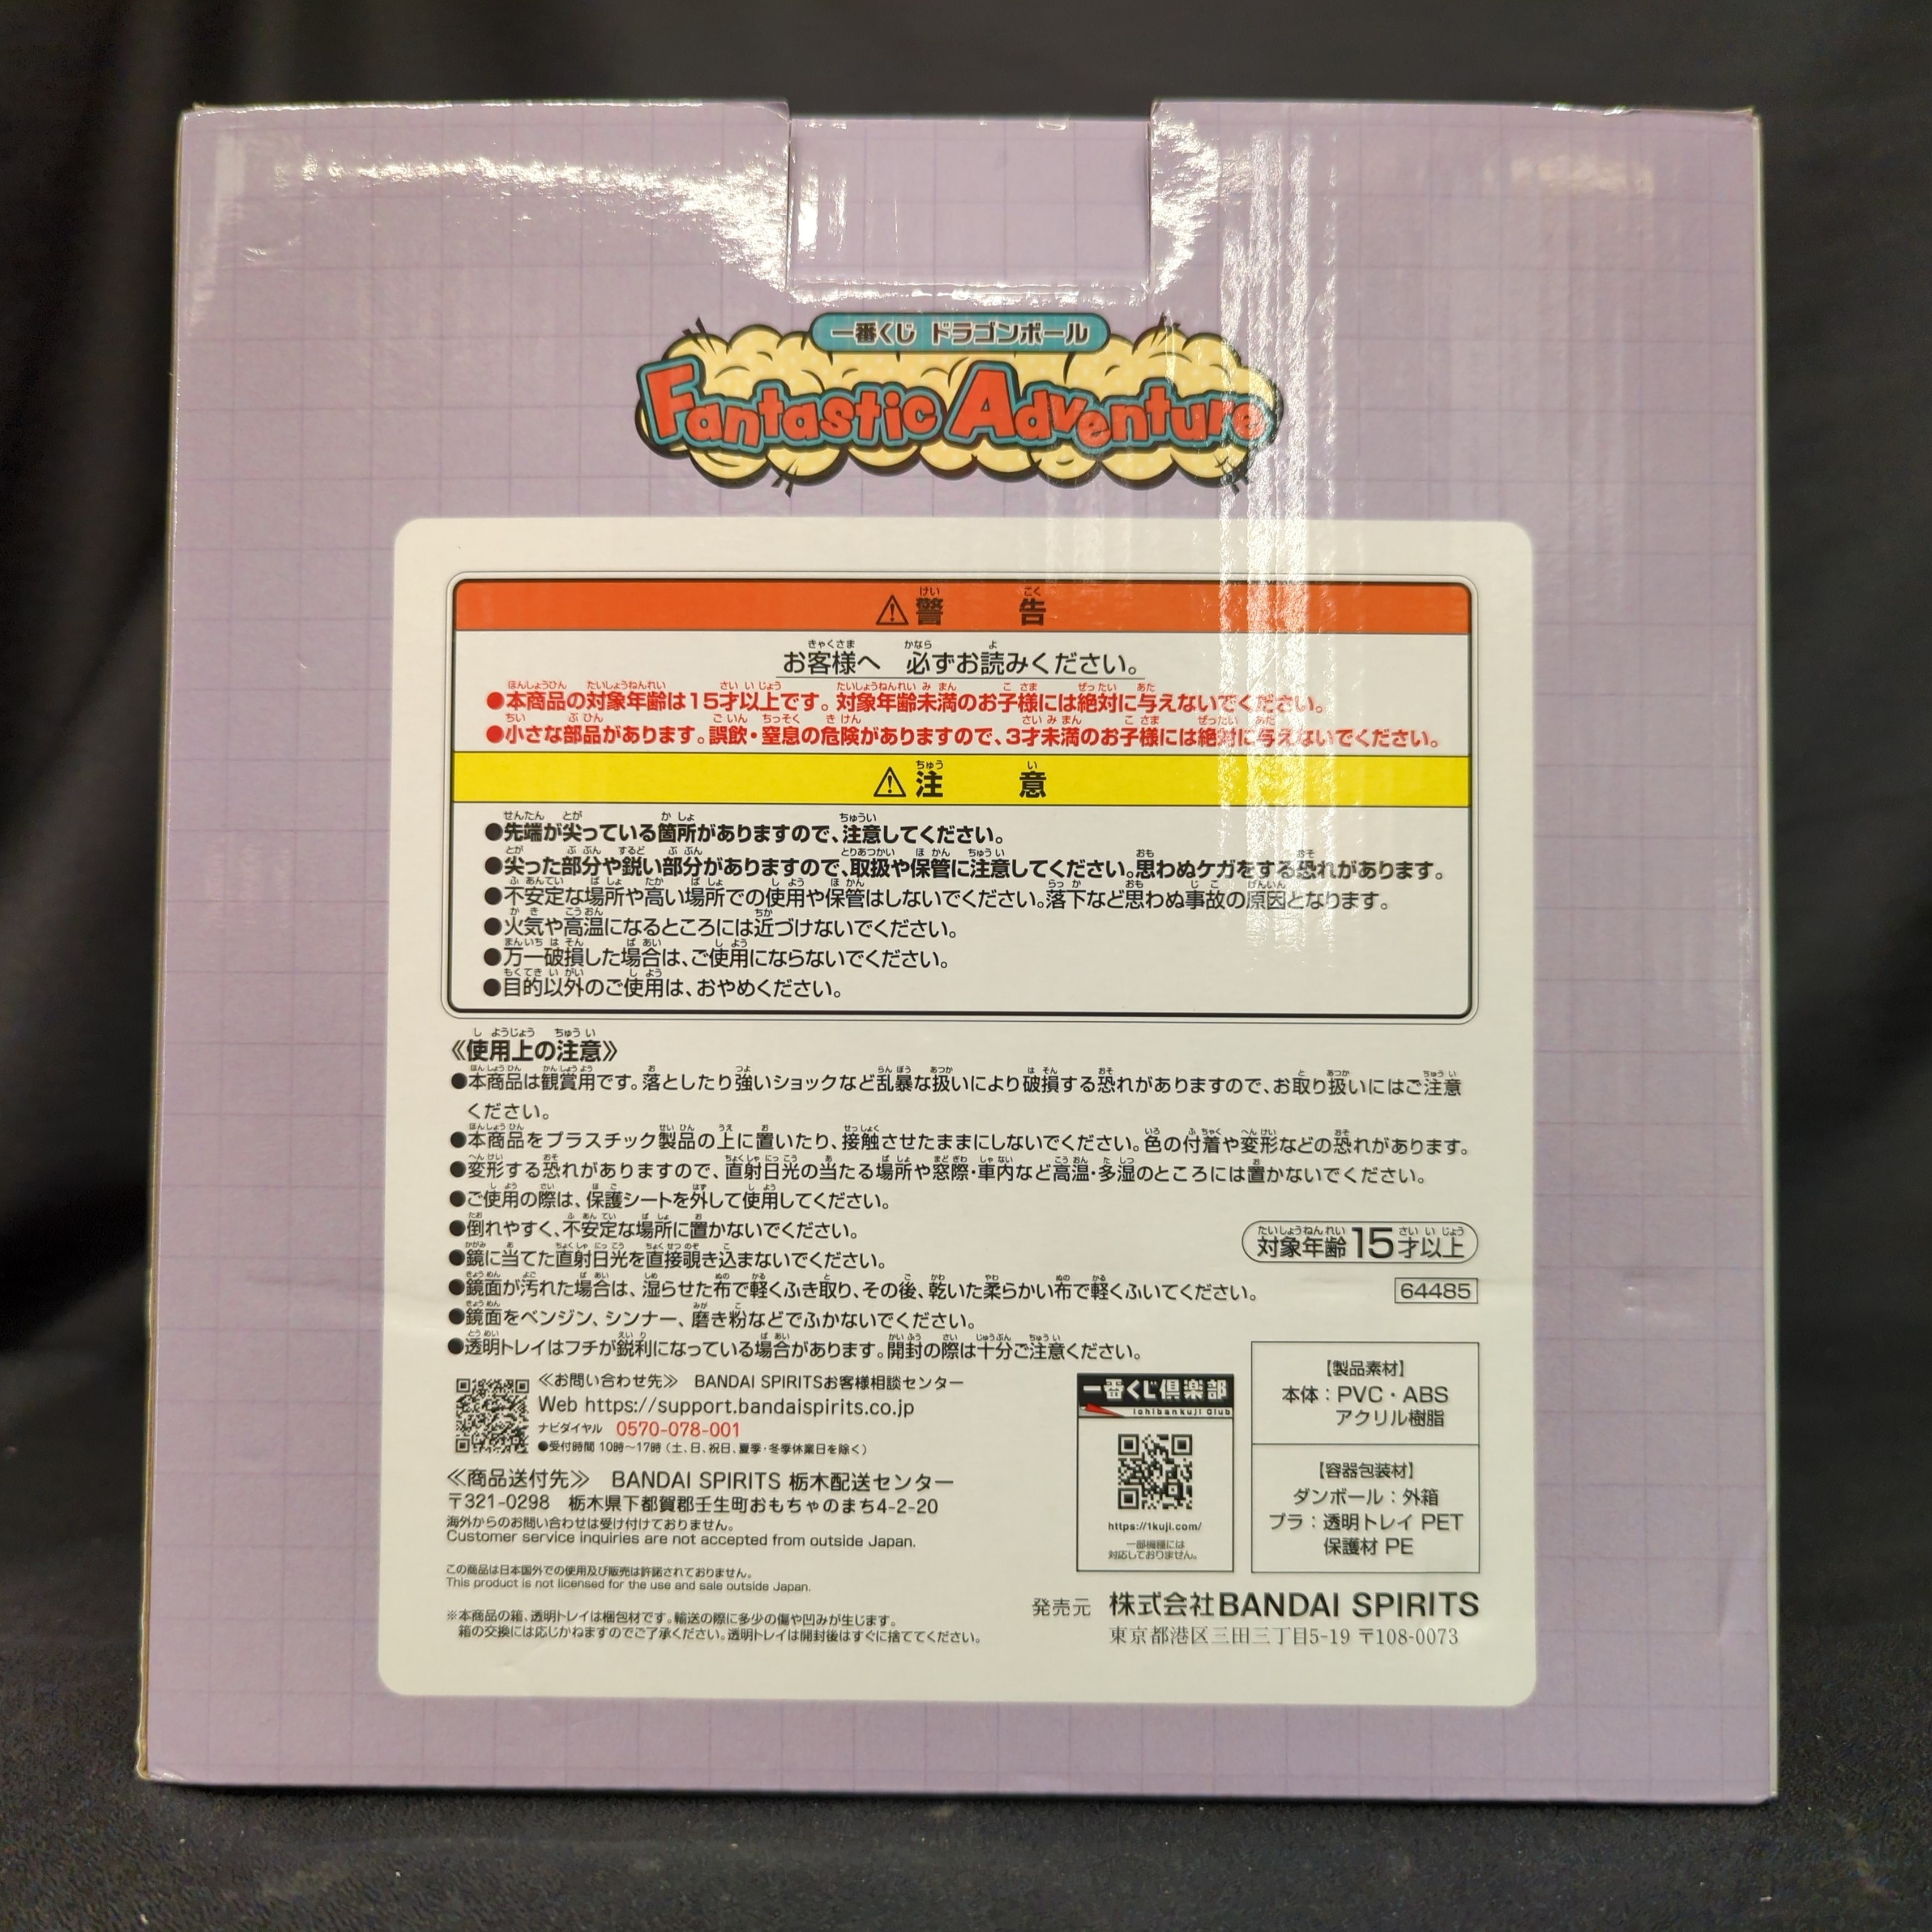 一番くじ ドラゴンボール
Fantastic Adventure
⚠警告
お客様へ 必ずお読みください。
●本商品の対象年齢は15才以上です。対象年齢未満のお子様には絶対に与えないでください。
●小さな部品があります。誤飲・窒息の危険がありますので、3才未満のお子様には絶対に与えないでください。
⚠注意
●先端が尖っている箇所がありますので、注意してください。
●尖った部分や鋭い部分がありますので、取扱や保管に注意してください。思わぬケガをする恐れがあります。
●不安定な場所や高い場所での使用や保管はしないでください。落下など思わぬ事故の原因となります。
●火気や高温になるところには近づけないでください。
●万一破損した場合は、ご使用にならないでください。
●目的以外のご使用は、おやめください。
《使用上の注意》
●本商品は観賞用です。落としたり強いショックなど乱暴な扱いにより破損する恐れがありますので、お取り扱いにはご注意
ください。
●本商品をプラスチック製品の上に置いたり、接触させたままにしないでください。色の付着や変形などの恐れがあります。
●変形する恐れがありますので、直射日光の当たる場所や窓際・車内など高温・多湿のところには置かないでください。
●ご使用の際は、保護シートを外して使用してください。
●倒れやすく、不安定な場所に置かないでください。
●鏡に当てた直射日光を直接覗き込まないでください。
●鏡面が汚れた場合は、湿らせた布で軽くふき取り、その後、乾いた柔らかい布で軽くふいてください。
●鏡面をベンジン、シンナー、磨き粉などでふかないでください。
●透明トレイはフチが鋭利になっている場合があります。開封の際は十分ご注意ください。
対象年齢15才以上
64485
≪お問い合わせ先≫ BANDAI SPIRITSお客様相談センター
Web https://support.bandaispirits.co.jp
ナビダイヤル 0570-078-001
●受付時間 10時～17時（土、日、祝日、夏季・冬季休業日を除く）
≪商品送付先≫ BANDAI SPIRITS 栃木配送センター
〒321-0298 栃木県下都賀郡壬生町おもちゃのまち4-2-20
海外からのお問い合わせは受け付けておりません。
Customer service inquiries are not accepted from outside Japan.
この商品は日本国外での使用及び販売は許諾されておりません。
This product is not licensed for the use and sale outside Japan.
※本商品の箱、透明トレイは梱包材です。輸送の際に多少の傷や凹みが生じます。
箱の交換には応じかねますのでご了承ください。透明トレイは開封後はすぐに捨ててください。
一番くじ倶楽部
ichibankuji Club
https://1kuji.com/
一部機種には
対応しておりません。
【製品素材】
本体：PVC・ABS
アクリル樹脂
【容器包装材】
ダンボール：外箱
プラ：透明トレイ PET
保護材 PE
発売元 株式会社BANDAI SPIRITS
東京都港区三田三丁目5-19 〒108-0073